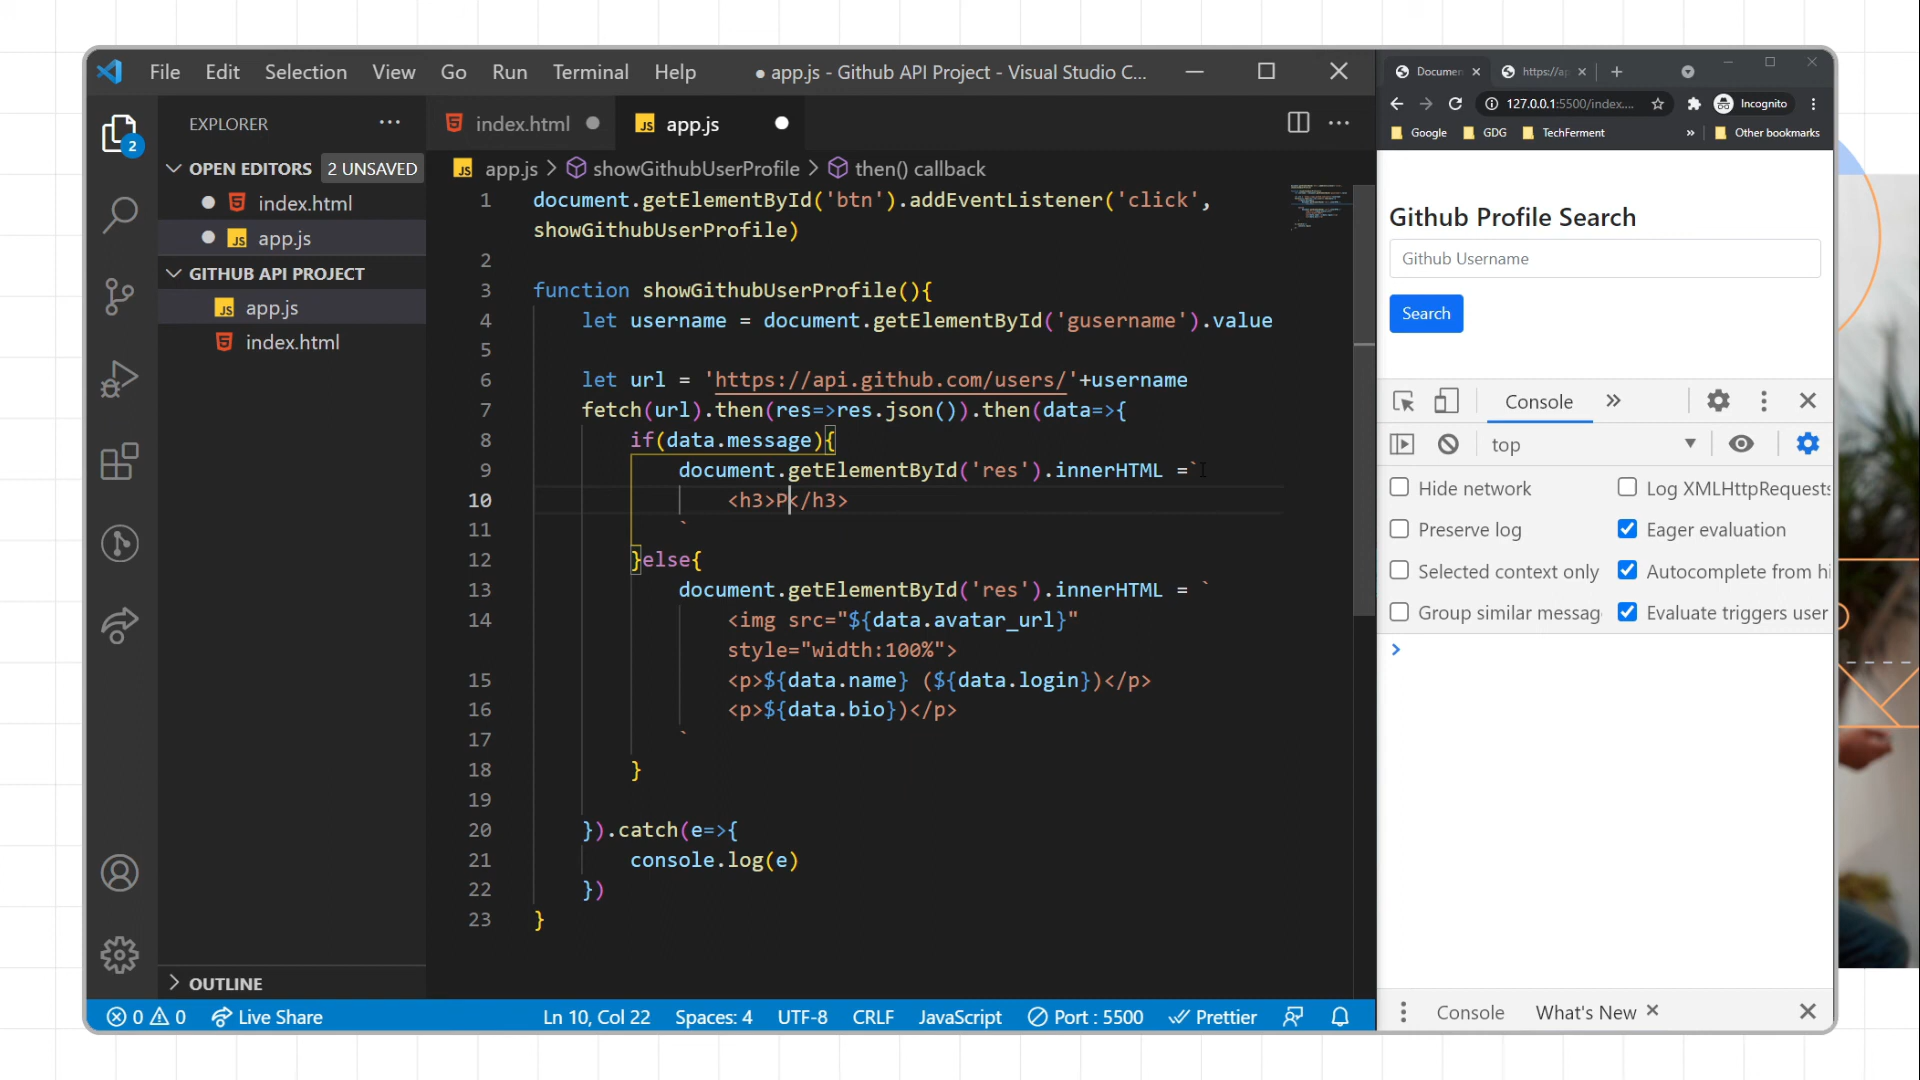 File Edit Selection View Go Run Terminal Help ● app.js - Github API Project - Visual Studio C...
EXPLORER ...
OPEN EDITORS 2 UNSAVED
index.html
app.js
GITHUB API PROJECT
app.js
index.html
OUTLINE
2
index.html app.js
app.js > showGithubUserProfile > then() callback
1 document.getElementById('btn').addEventListener('click',
showGithubUserProfile)
2
3 function showGithubUserProfile(){
4 let username = document.getElementById('gusername').value
5
6 let url = 'https://api.github.com/users/'+username
7 fetch(url).then(res=>res.json()).then(data=>{
8 if(data.message){
9 document.getElementById('res').innerHTML =`
10 <h3>P</h3>
11 `
12 }else{
13 document.getElementById('res').innerHTML = `
14 <img src="${data.avatar_url}"
style="width:100%">
15 <p>${data.name} (${data.login})</p>
16 <p>${data.bio})</p>
17 `
18 }
19
20 }).catch(e=>{
21 console.log(e)
22 })
23 }
0 0 Live Share Ln 10, Col 22 Spaces: 4 UTF-8 CRLF JavaScript Port : 5500 Prettier
Documen https://ap
127.0.0.1:5500/index.... Incognito
Google GDG TechFerment » Other bookmarks
Github Profile Search
Github Username
Search
Console »
top
Hide network Log XMLHttpRequests
Preserve log Eager evaluation
Selected context only Autocomplete from hi
Group similar messag Evaluate triggers user
Console What's New